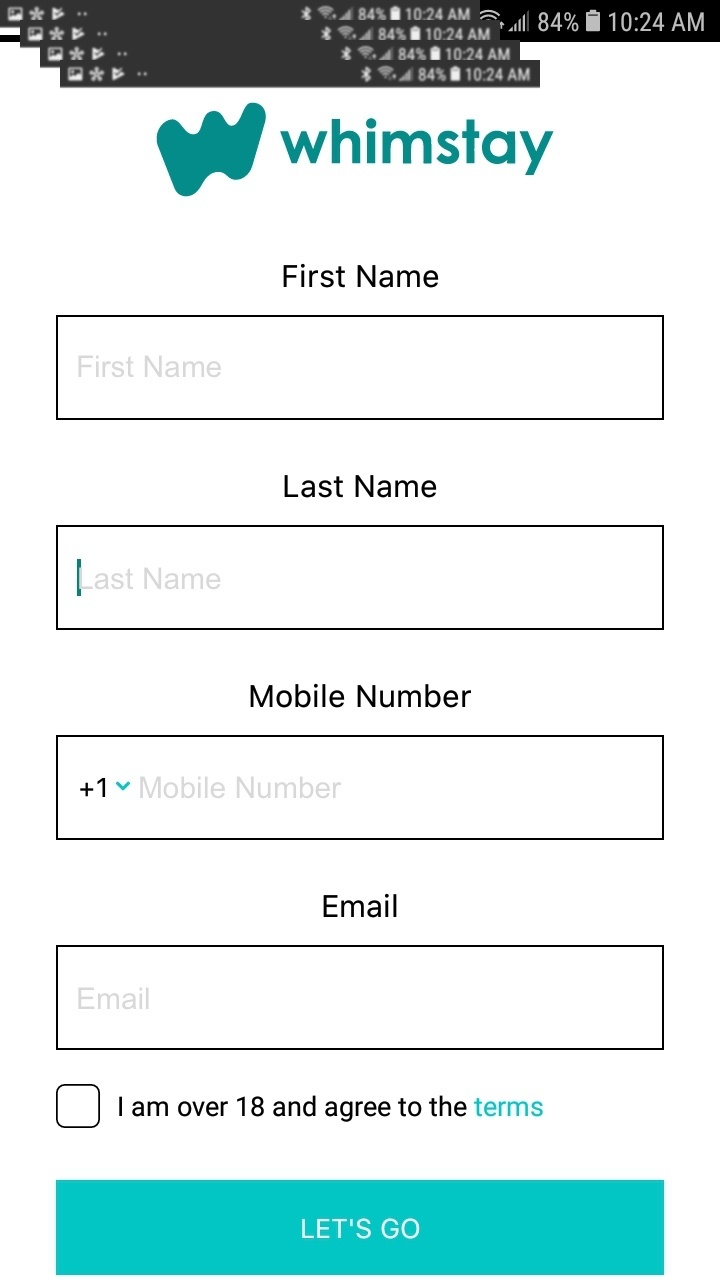 84% 10:24 AM
84% 10:24 AM
84% 10:24 AM
84% 10:24 AM
84% 10:24 AM
whimstay
First Name
First Name
Last Name
Last Name
Mobile Number
+1 Mobile Number
Email
Email
I am over 18 and agree to the terms
LET'S GO